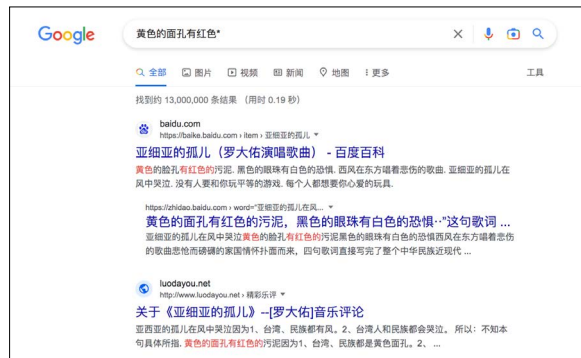 Google
黄色的面孔有红色*
全部 图片 视频 新闻 地图 更多 工具
找到约 13,000,000 条结果 （用时 0.19 秒）
baidu.com
https://baike.baidu.com › item › 亚细亚的孤儿
亚细亚的孤儿（罗大佑演唱歌曲） - 百度百科
黄色的脸孔有红色的污泥. 黑色的眼珠有白色的恐惧. 西风在东方唱着悲伤的歌曲. 亚细亚的孤儿在
风中哭泣. 没有人要和你玩平等的游戏. 每个人都想要你心爱的玩具.
https://zhidao.baidu.com › word="亚细亚的孤儿在风...
黄色的面孔有红色的污泥，黑色的眼珠有白色的恐惧··"这句歌词 ...
亚细亚的孤儿在风中哭泣黄色的脸孔有红色的污泥黑色的眼珠有白色的恐惧西风在东方唱着悲伤
的歌曲悲怆而磅礴的家国情怀扑面而来，四句歌词直接写完了整个中华民族近现代 ...
luodayou.net
http://www.luodayou.net › 精彩乐评
关于《亚细亚的孤儿》--[罗大佑]音乐评论
亚西亚的孤儿在风中哭泣因为1、台湾、民族都有风。2、台湾人和民族都会哭泣。 所以：不知本
句具体所指. 黄色的面孔有红色的污泥因为1、台湾、民族都是黄色面孔。2、 ...